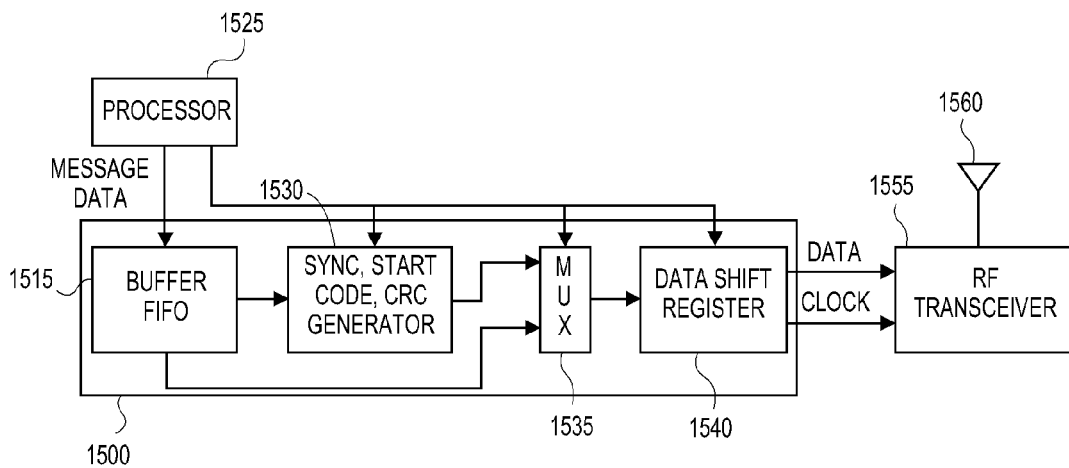 1525
PROCESSOR
1560
MESSAGE
DATA
1530
1555
1515
BUFFER
FIFO
SYNC, START
CODE, CRC
GENERATOR
M
U
X
DATA SHIFT
REGISTER
DATA
CLOCK
RF
TRANSCEIVER
1500
1535
1540